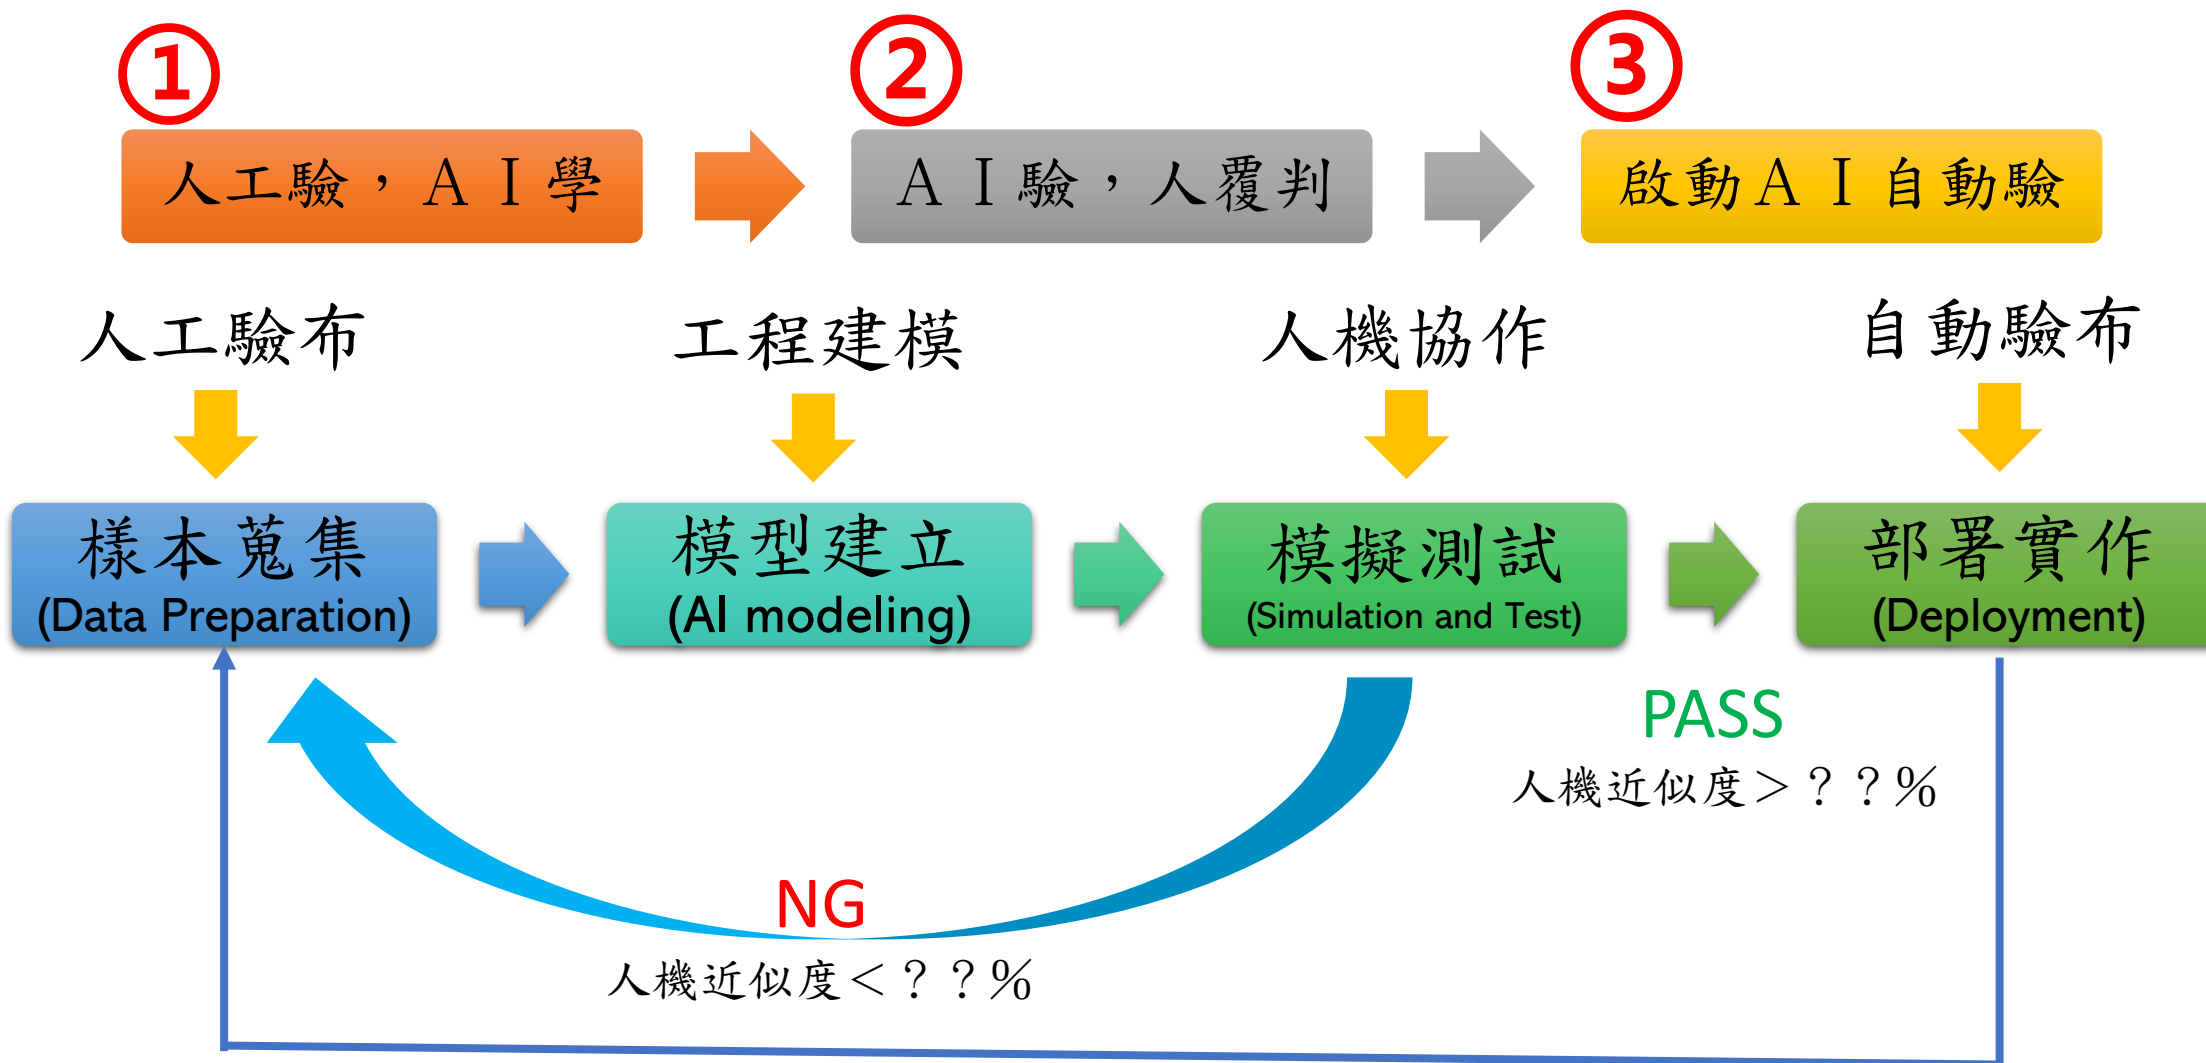 ①
②
③
人工驗，ＡＩ學
ＡＩ驗，人覆判
啟動ＡＩ自動驗
人工驗布
工程建模
人機協作
自動驗布
樣本蒐集
(Data Preparation)
模型建立
(AI modeling)
模擬測試
(Simulation and Test)
部署實作
(Deployment)
PASS
人機近似度＞？？％
NG
人機近似度＜？？％